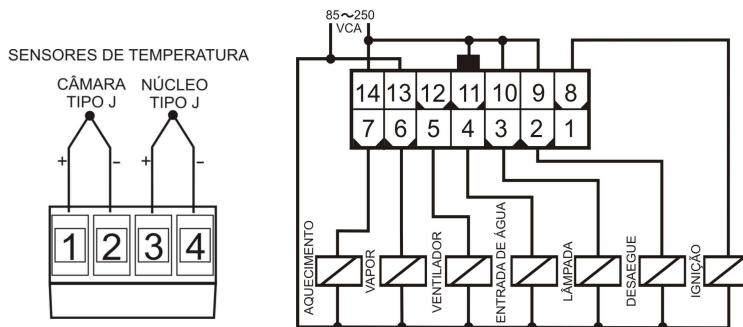 SENSORES DE TEMPERATURA
CÂMARA
TIPO J
NÚCLEO
TIPO J
+ − + −
1 2 3 4
85~250
VCA
14 13 12 11 10 9 8
7 6 5 4 3 2 1
AQUECIMENTO
VAPOR
VENTILADOR
ENTRADA DE ÁGUA
LÂMPADA
DESAEGUE
IGNIÇÃO